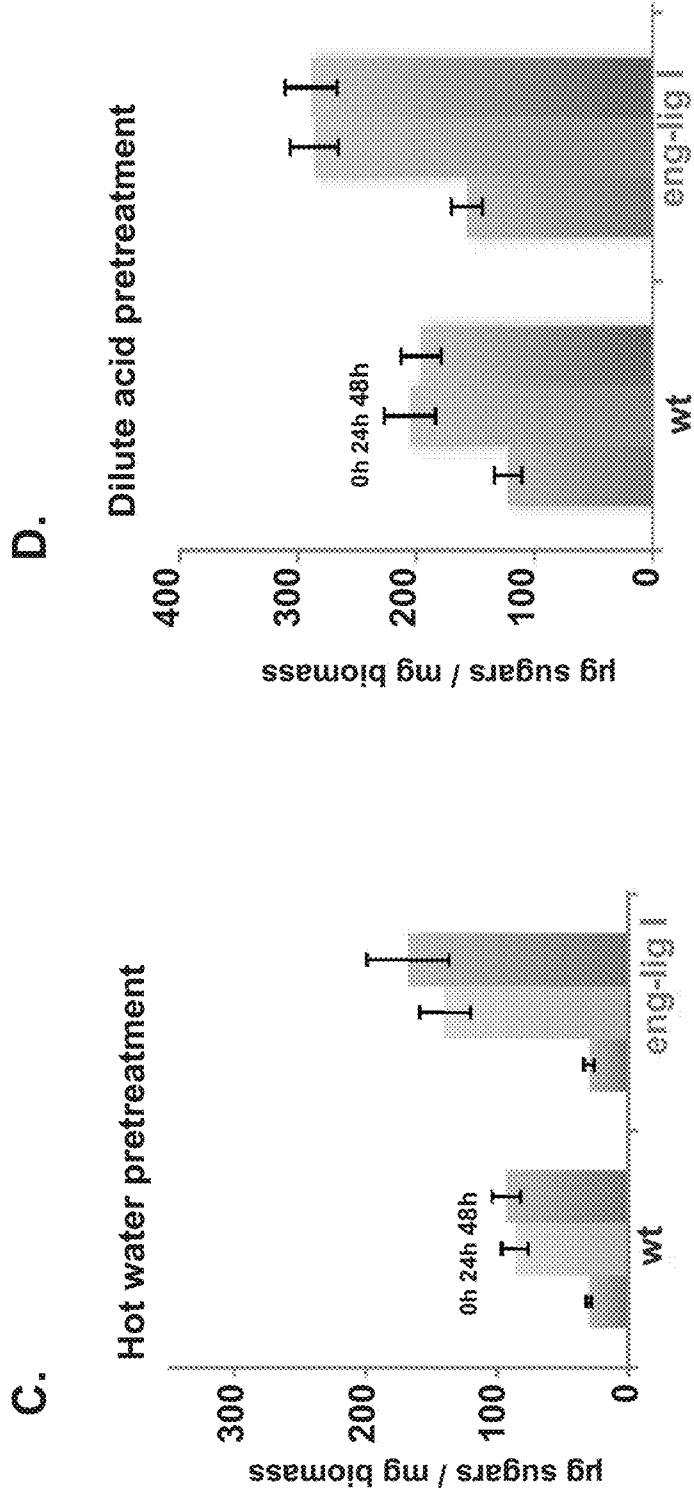 C.
Hot water pretreatment
µg sugars / mg biomass
300
200
100
0
0h 24h 48h
wt
eng-lig I
D.
Dilute acid pretreatment
µg sugars / mg biomass
400
300
200
100
0
0h 24h 48h
wt
eng-lig I